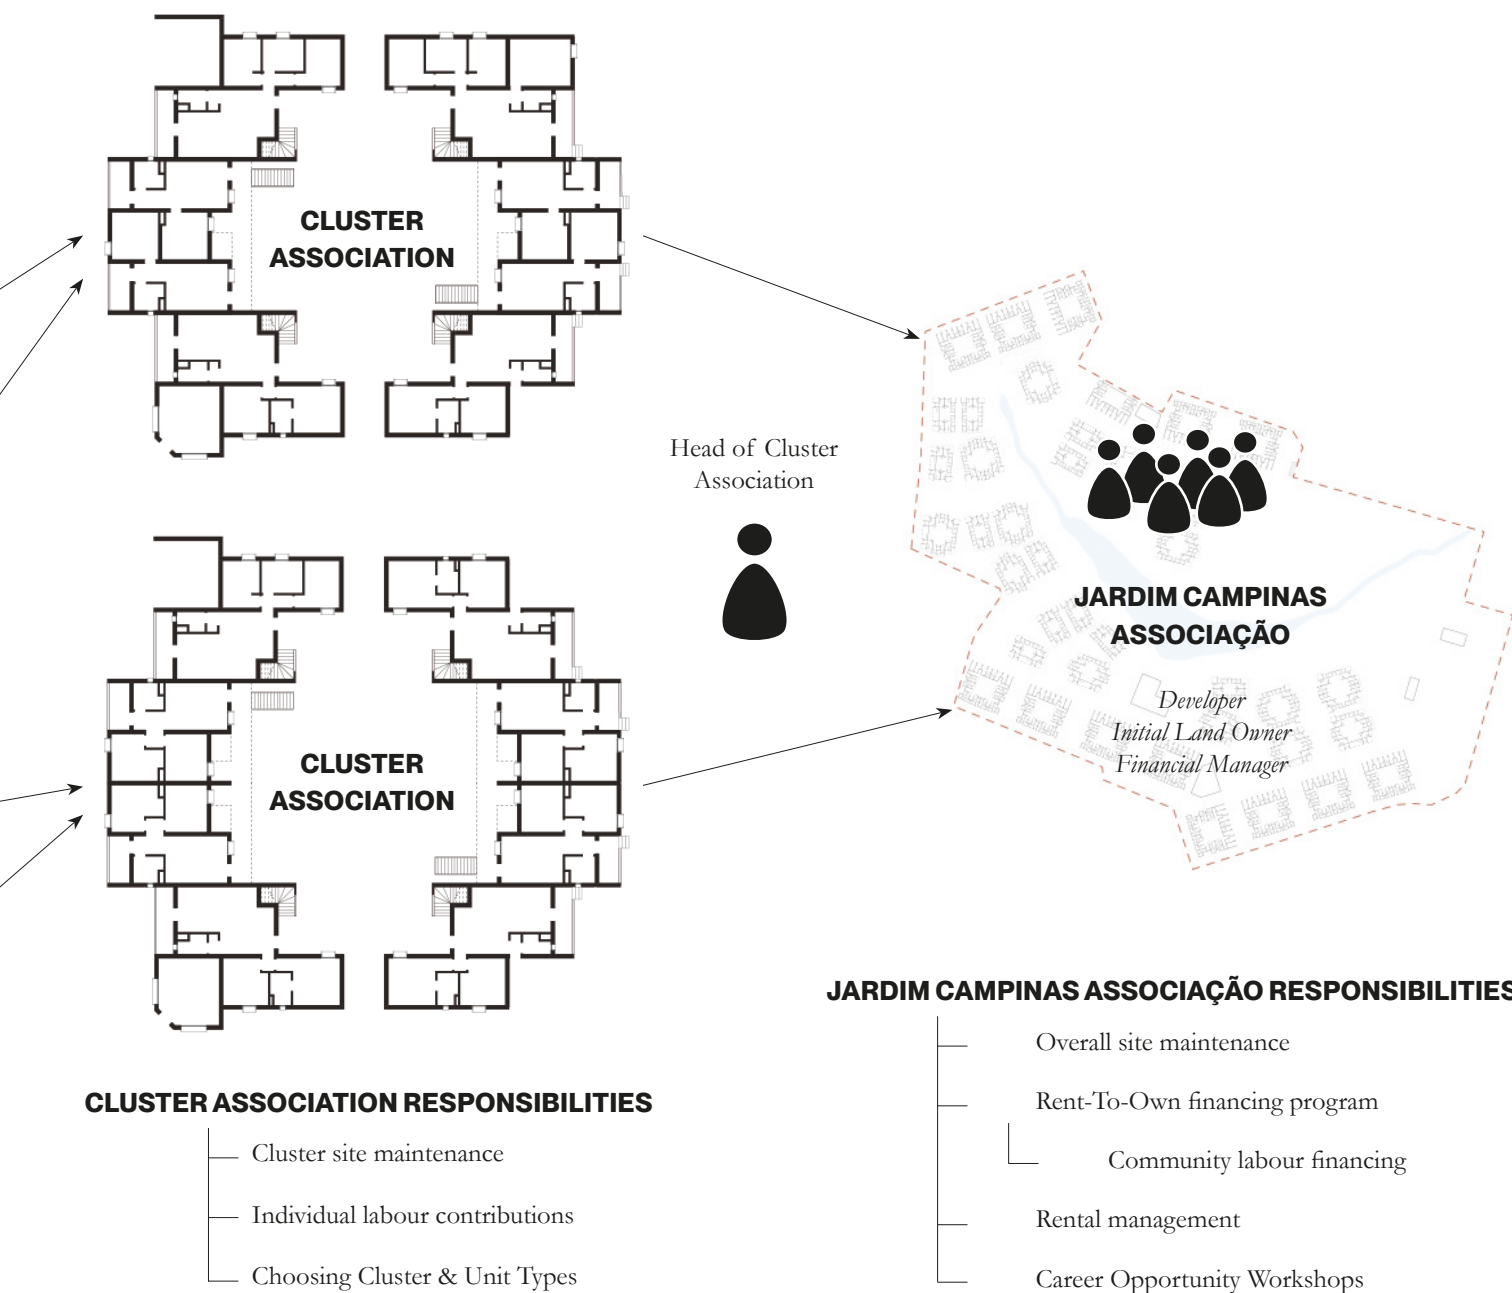 CLUSTER
ASSOCIATION
Head of Cluster
Association
JARDIM CAMPINAS
ASSOCIAÇÃO
Developer
Initial Land Owner
Financial Manager
CLUSTER
ASSOCIATION
JARDIM CAMPINAS ASSOCIAÇÃO RESPONSIBILITIES
Overall site maintenance
Rent-To-Own financing program
Community labour financing
Rental management
Career Opportunity Workshops
CLUSTER ASSOCIATION RESPONSIBILITIES
Cluster site maintenance
Individual labour contributions
Choosing Cluster & Unit Types